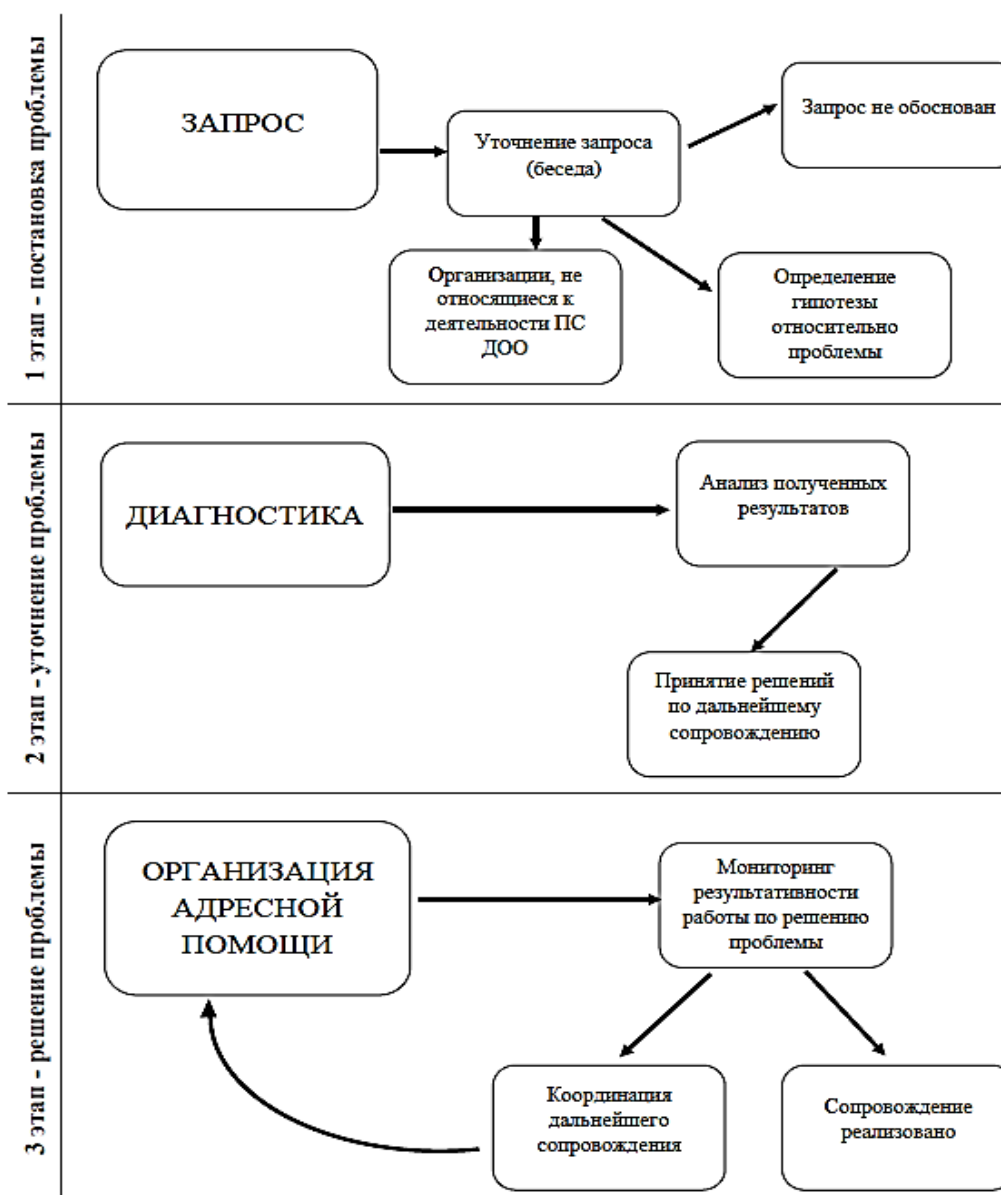 1 этап - постановка проблемы
ЗАПРОС
Уточнение запроса
(беседа)
Запрос не обоснован
Организации, не
относящиеся к
деятельности ПС
ДОО
Определение
гипотезы
относительно
проблемы
2 этап - уточнение проблемы
ДИАГНОСТИКА
Анализ полученных
результатов
Принятие решений
по дальнейшему
сопровождению
3 этап - решение проблемы
ОРГАНИЗАЦИЯ
АДРЕСНОЙ
ПОМОЩИ
Мониторинг
результативности
работы по решению
проблемы
Координация
дальнейшего
сопровождения
Сопровождение
реализовано